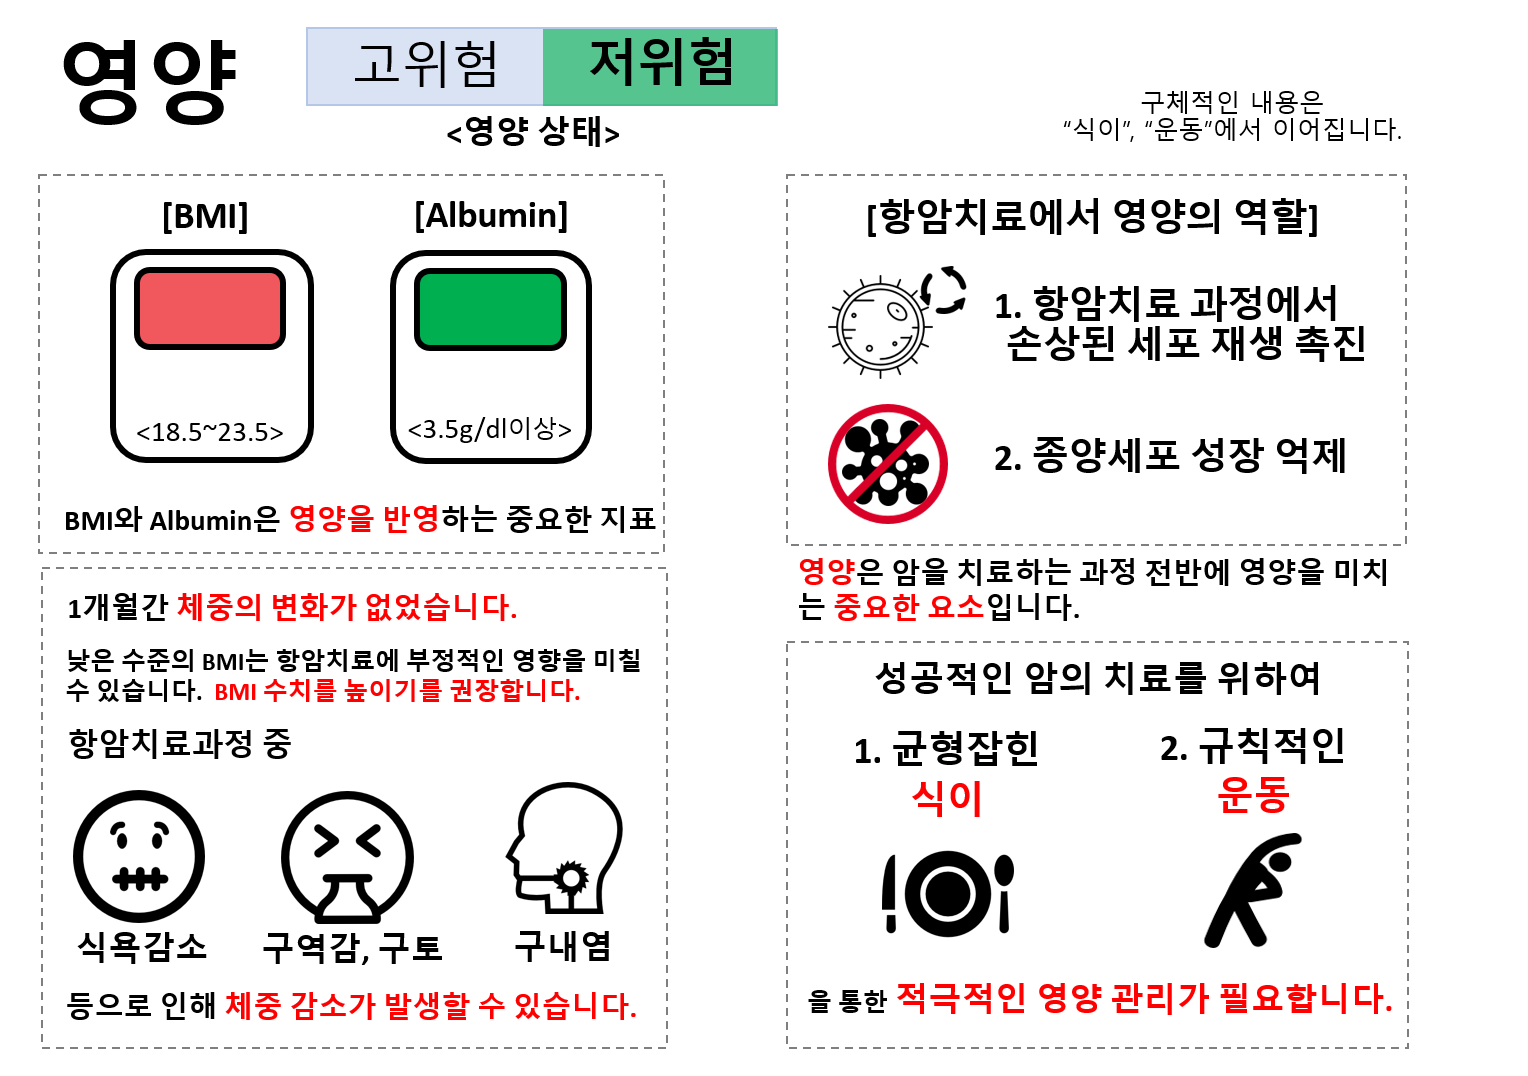 영양
고위험
저위험
<영양 상태>
구체적인 내용은
“식이”, “운동”에서 이어집니다.
[BMI]
[Albumin]
<18.5~23.5>
<3.5g/dl이상>
BMI와 Albumin은 영양을 반영하는 중요한 지표
1개월간 체중의 변화가 없었습니다.
낮은 수준의 BMI는 항암치료에 부정적인 영향을 미칠
수 있습니다. BMI 수치를 높이기를 권장합니다.
항암치료과정 중
식욕감소
구역감, 구토
구내염
등으로 인해 체중 감소가 발생할 수 있습니다.
[항암치료에서 영양의 역할]
1. 항암치료 과정에서
손상된 세포 재생 촉진
2. 종양세포 성장 억제
영양은 암을 치료하는 과정 전반에 영양을 미치
는 중요한 요소입니다.
성공적인 암의 치료를 위하여
1. 균형잡힌
식이
2. 규칙적인
운동
을 통한 적극적인 영양 관리가 필요합니다.